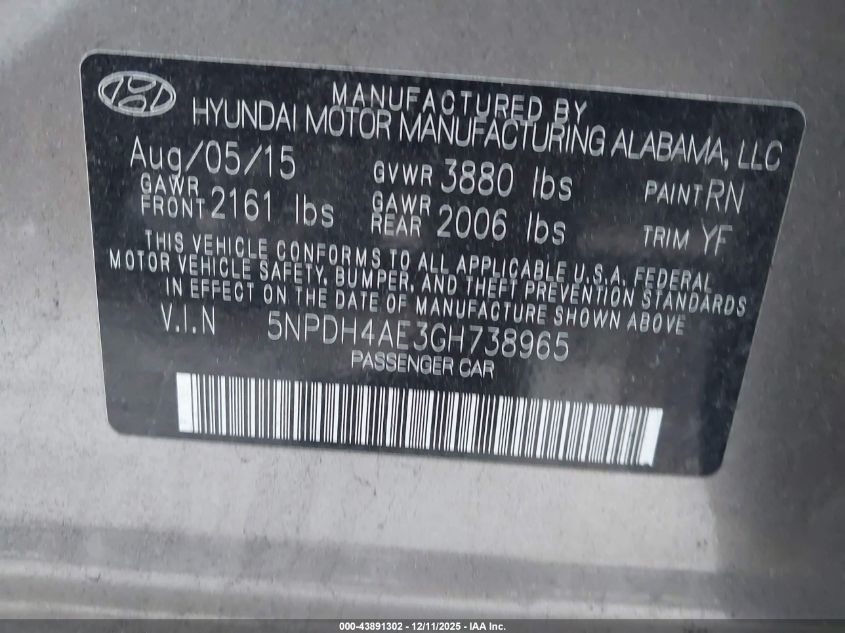 MANUFACTURED BY
HYUNDAI MOTOR MANUFACTURING ALABAMA, LLC
Aug/05/15 GVWR 3880 lbs PAINT RN
GAWR FRONT 2161 lbs GAWR REAR 2006 lbs TRIM YF
THIS VEHICLE CONFORMS TO ALL APPLICABLE U.S.A. FEDERAL
MOTOR VEHICLE SAFETY, BUMPER, AND THEFT PREVENTION STANDARDS
IN EFFECT ON THE DATE OF MANUFACTURE SHOWN ABOVE
V.I.N 5NPDH4AE3GH738965
PASSENGER CAR
000-43891302 - 12/11/2025 - IAA Inc.